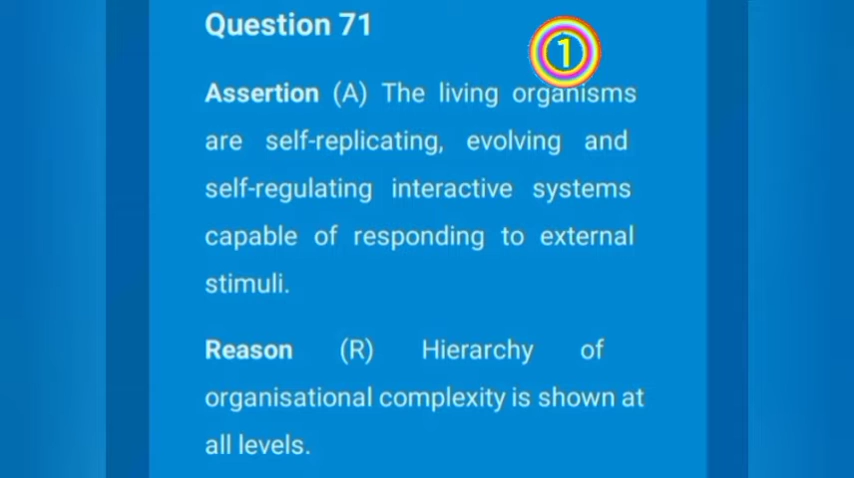 Question 71
1
Assertion (A) The living organisms
are self-replicating, evolving and
self-regulating interactive systems
capable of responding to external
stimuli.
Reason (R) Hierarchy of
organisational complexity is shown at
all levels.